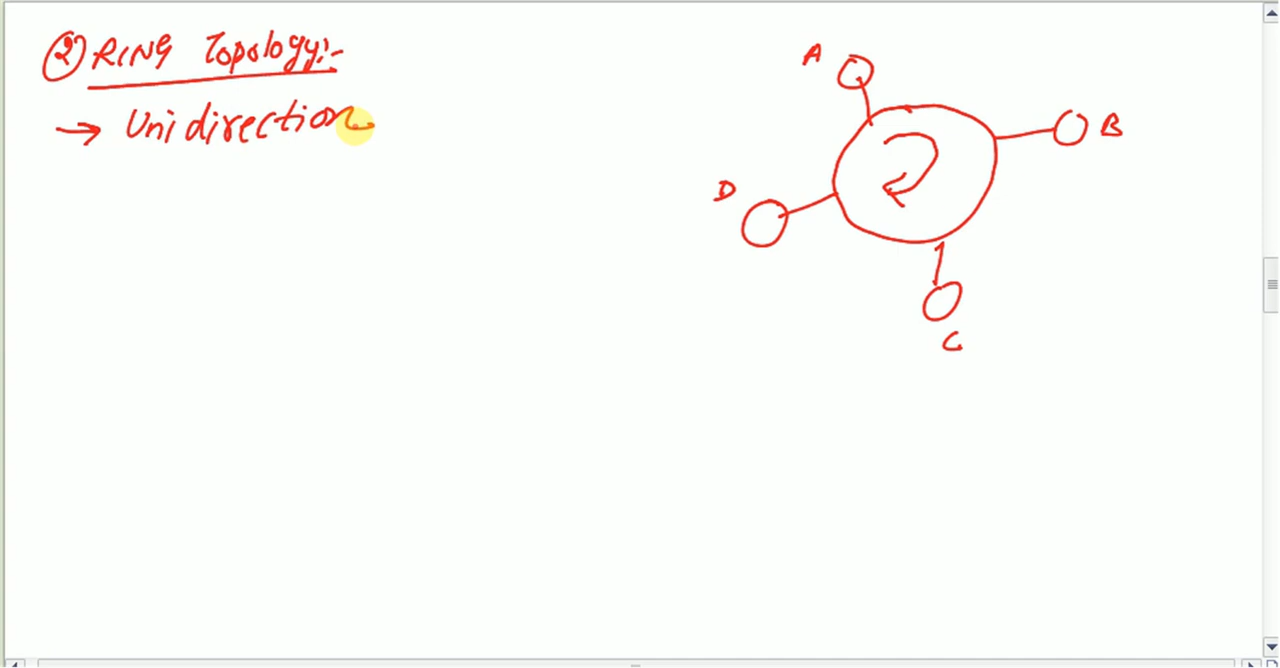 ② RING Topology:-
→ Unidirection
A
B
D
C